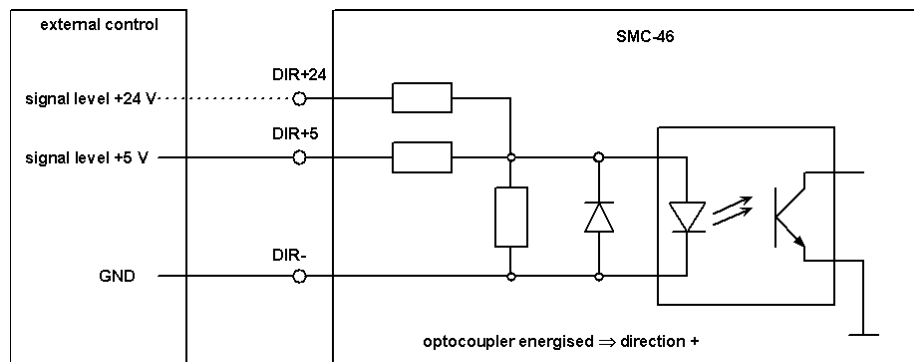 external control
SMC-46
DIR+24
signal level +24 V
DIR+5
signal level +5 V
DIR-
GND
optocoupler energised ⇒ direction +